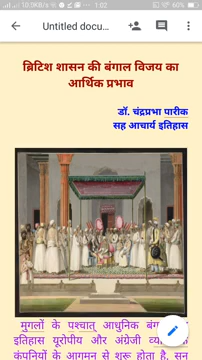 10.0KB/s
1:02
60%
Untitled docu...
ब्रिटिश शासन की बंगाल विजय का
आर्थिक प्रभाव
डॉ. चंद्रप्रभा पारीक
सह आचार्य इतिहास
मुगलों के पश्चात् आधुनिक बंग
इतिहास यूरोपीय और अंग्रेजी व्या
कंपनियों के आगमन से शुरू होता है, सन